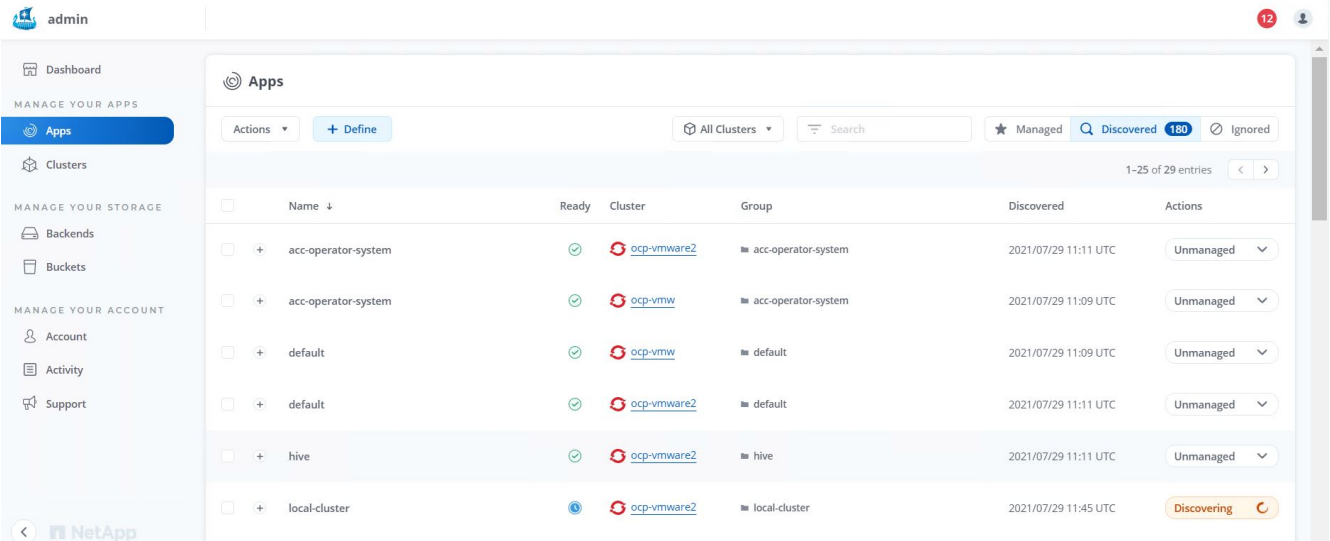 admin
12
Dashboard
MANAGE YOUR APPS
Apps
Clusters
MANAGE YOUR STORAGE
Backends
Buckets
MANAGE YOUR ACCOUNT
Account
Activity
Support
NetApp
Apps
Actions + Define All Clusters Search Managed Discovered 180 Ignored
1–25 of 29 entries < >
Name ↓ Ready Cluster Group Discovered Actions
+ acc-operator-system ocp-vmware2 acc-operator-system 2021/07/29 11:11 UTC Unmanaged
+ acc-operator-system ocp-vmw acc-operator-system 2021/07/29 11:09 UTC Unmanaged
+ default ocp-vmw default 2021/07/29 11:09 UTC Unmanaged
+ default ocp-vmware2 default 2021/07/29 11:11 UTC Unmanaged
+ hive ocp-vmware2 hive 2021/07/29 11:11 UTC Unmanaged
+ local-cluster ocp-vmware2 local-cluster 2021/07/29 11:45 UTC Discovering